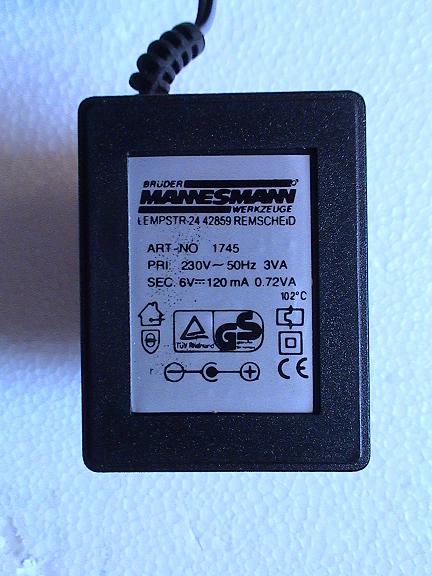 BRÜDER
MANNESMANN
WERKZEUGE
LEMPSTR-24 42859 REMSCHEID
ART-NO 1745
PRI. 230V~50Hz 3VA
SEC. 6V⎓120 mA 0.72VA
102°C
TÜV Rheinland
GS
CE